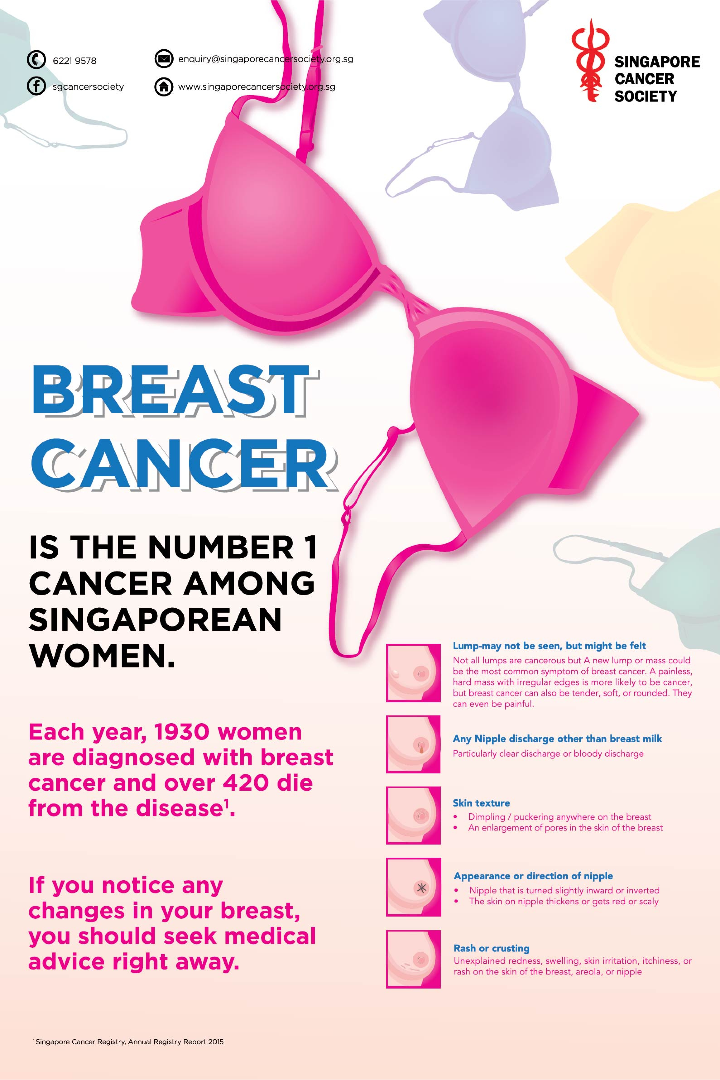 6221 9578
enquiry@singaporecancersociety.org.sg
sgcancersociety
www.singaporecancersociety.org.sg
SINGAPORE
CANCER
SOCIETY
BREAST
CANCER
IS THE NUMBER 1
CANCER AMONG
SINGAPOREAN
WOMEN.
Each year, 1930 women
are diagnosed with breast
cancer and over 420 die
from the disease¹.
If you notice any
changes in your breast,
you should seek medical
advice right away.
Lump-may not be seen, but might be felt
Not all lumps are cancerous but A new lump or mass could
be the most common symptom of breast cancer. A painless,
hard mass with irregular edges is more likely to be cancer,
but breast cancer can also be tender, soft, or rounded. They
can even be painful.
Any Nipple discharge other than breast milk
Particularly clear discharge or bloody discharge
Skin texture
• Dimpling / puckering anywhere on the breast
• An enlargement of pores in the skin of the breast
Appearance or direction of nipple
• Nipple that is turned slightly inward or inverted
• The skin on nipple thickens or gets red or scaly
Rash or crusting
Unexplained redness, swelling, skin irritation, itchiness, or
rash on the skin of the breast, areola, or nipple
¹ Singapore Cancer Registry, Annual Registry Report 2015